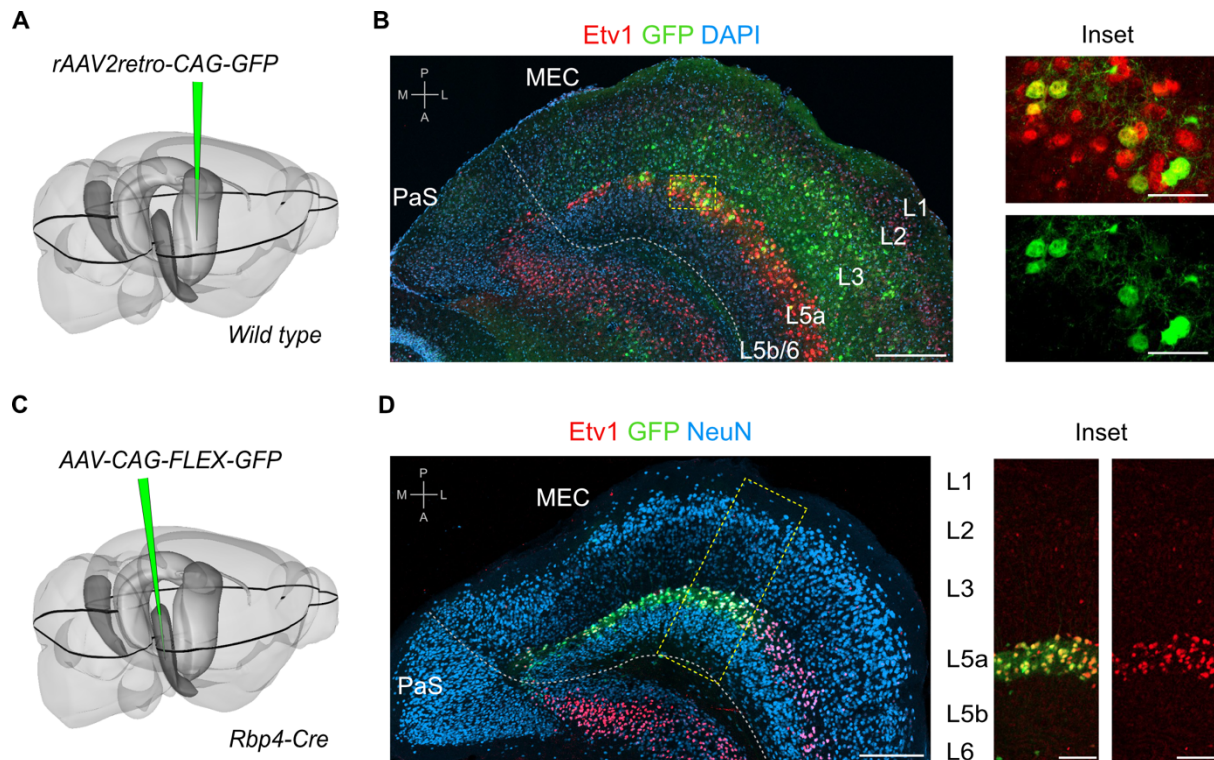 A
rAAV2retro-CAG-GFP
Wild type
B
Etv1 GFP DAPI
MEC
P
M L
A
PaS
L1
L2
L3
L5a
L5b/6
Inset
C
AAV-CAG-FLEX-GFP
Rbp4-Cre
D
Etv1 GFP NeuN
MEC
P
M L
A
PaS
Inset
L1
L2
L3
L5a
L5b
L6